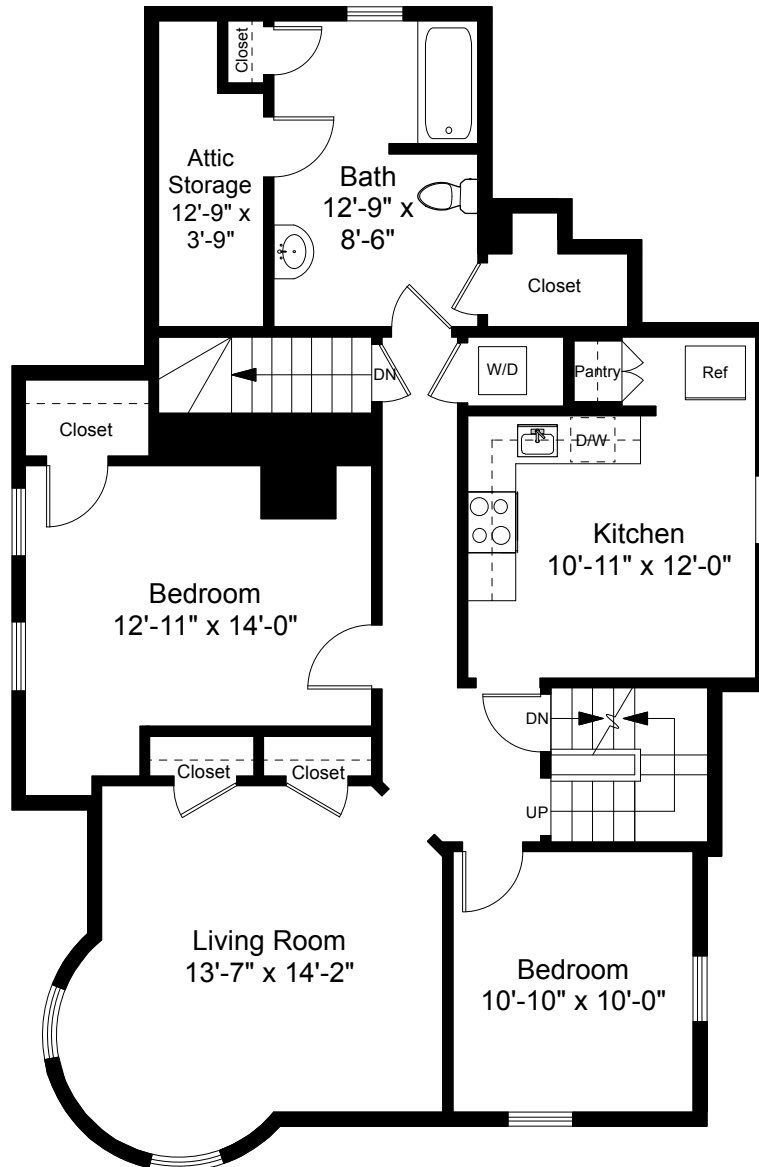 Closet
Attic
Storage
12'-9" x
3'-9"
Bath
12'-9" x
8'-6"
Closet
DN
W/D
Pantry
Ref
Closet
D/W
Kitchen
10'-11" x 12'-0"
Bedroom
12'-11" x 14'-0"
DN
Closet
Closet
UP
Living Room
13'-7" x 14'-2"
Bedroom
10'-10" x 10'-0"